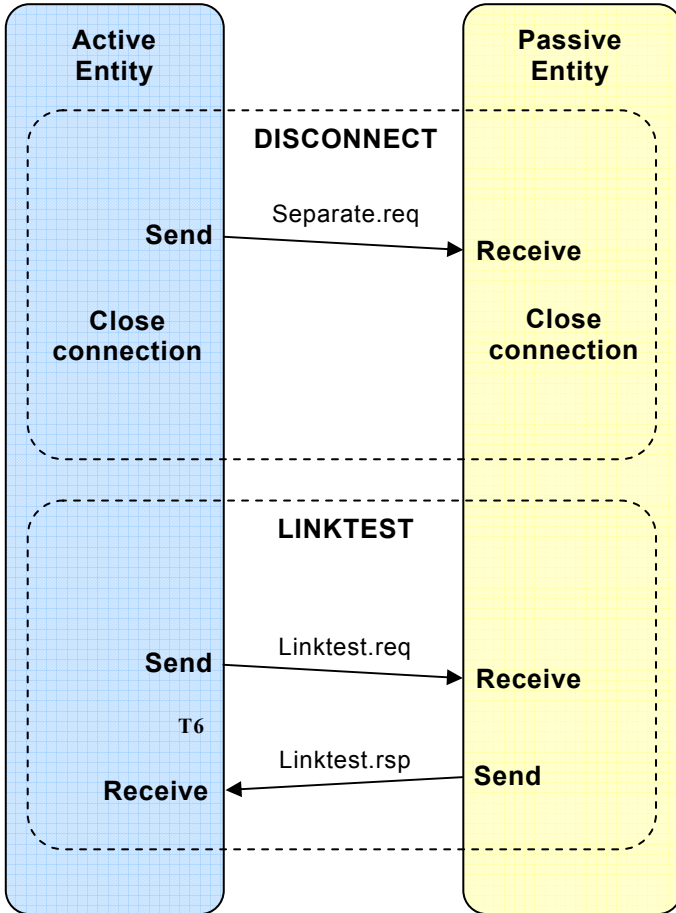 Active
Entity
Passive
Entity
DISCONNECT
Separate.req
Send
Receive
Close
connection
Close
connection
LINKTEST
Linktest.req
Send
Receive
T6
Linktest.rsp
Receive
Send